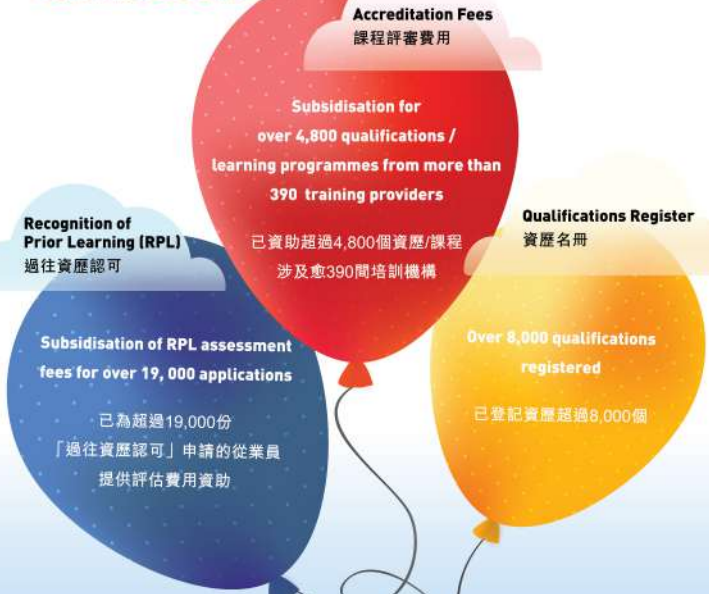 Accreditation Fees
課程評審費用
Subsidisation for
over 4,800 qualifications /
learning programmes from more than
390 training providers
已資助超過4,800個資歷/課程
涉及愈390間培訓機構
Recognition of
Prior Learning (RPL)
過往資歷認可
Subsidisation of RPL assessment
fees for over 19, 000 applications
已為超過19,000份
「過往資歷認可」申請的從業員
提供評估費用資助
Qualifications Register
資歷名冊
Over 8,000 qualifications
registered
已登記資歷超過8,000個